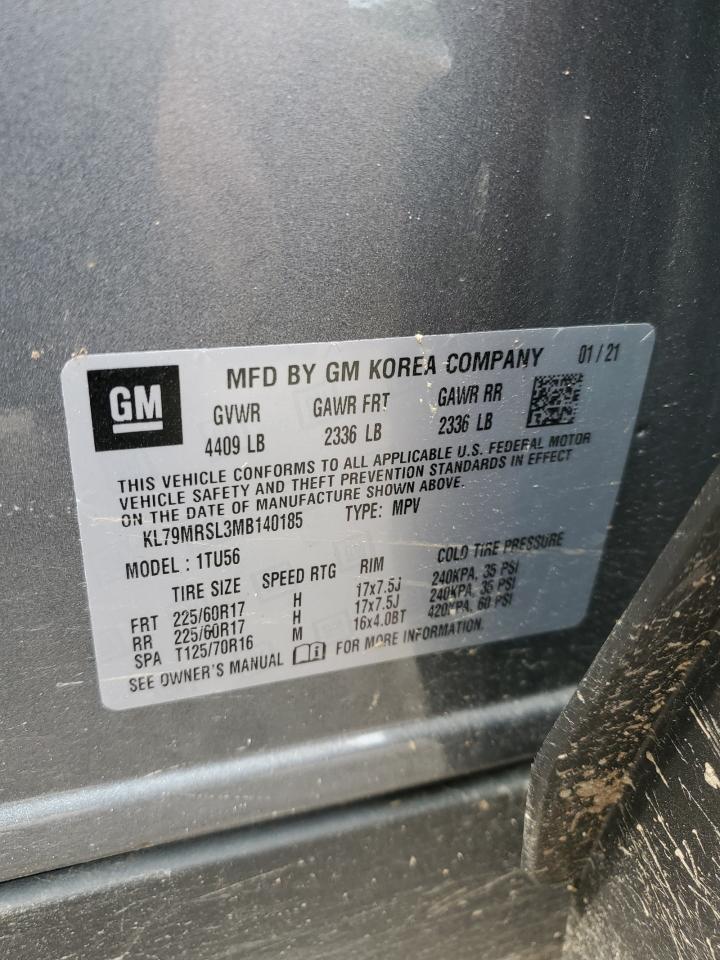 GM
MFD BY GM KOREA COMPANY 01/21
GVWR GAWR FRT GAWR RR
4409 LB 2336 LB 2336 LB
THIS VEHICLE CONFORMS TO ALL APPLICABLE U.S. FEDERAL MOTOR
VEHICLE SAFETY AND THEFT PREVENTION STANDARDS IN EFFECT
ON THE DATE OF MANUFACTURE SHOWN ABOVE.
KL79MRSL3MB140185 TYPE: MPV
MODEL: 1TU56
TIRE SIZE SPEED RTG RIM COLD TIRE PRESSURE
FRT 225/60R17 H 17x7.5J 240KPA, 35 PSI
RR 225/60R17 H 17x7.5J 240KPA, 35 PSI
SPA T125/70R16 M 16x4.0BT 420KPA, 60 PSI
SEE OWNER'S MANUAL FOR MORE INFORMATION.